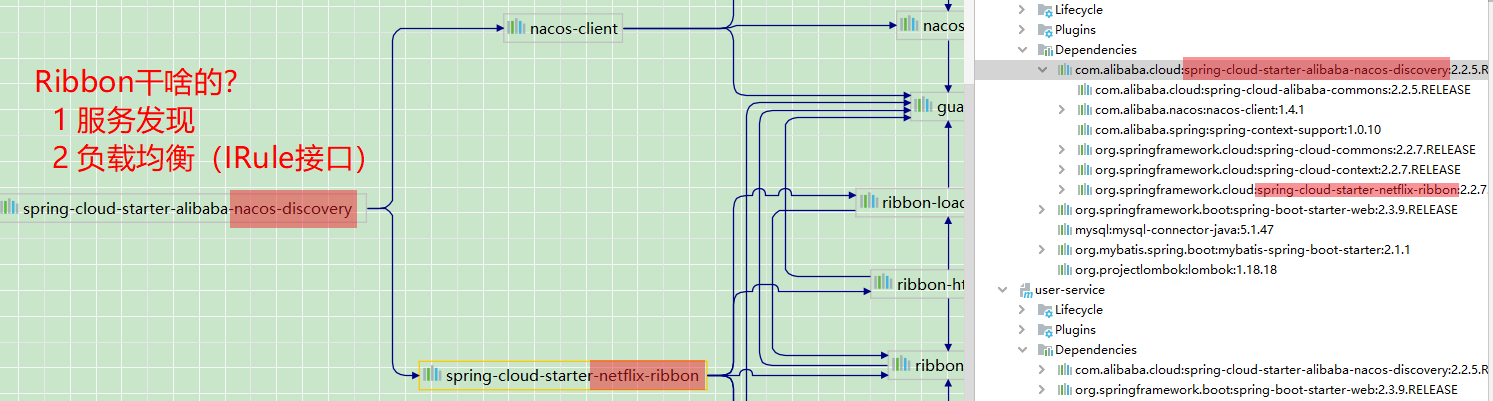 nacos-client
nacos
Ribbon干啥的？
1 服务发现
2 负载均衡（IRule接口）
gua
spring-cloud-starter-alibaba-nacos-discovery
ribbon-load
ribbon-ht
ribbon
spring-cloud-starter-netflix-ribbon
Lifecycle
Plugins
Dependencies
com.alibaba.cloud:spring-cloud-starter-alibaba-nacos-discovery:2.2.5.R
com.alibaba.cloud:spring-cloud-alibaba-commons:2.2.5.RELEASE
com.alibaba.nacos:nacos-client:1.4.1
com.alibaba.spring:spring-context-support:1.0.10
org.springframework.cloud:spring-cloud-commons:2.2.7.RELEASE
org.springframework.cloud:spring-cloud-context:2.2.7.RELEASE
org.springframework.cloud:spring-cloud-starter-netflix-ribbon:2.2.7
org.springframework.boot:spring-boot-starter-web:2.3.9.RELEASE
mysql:mysql-connector-java:5.1.47
org.mybatis.spring.boot:mybatis-spring-boot-starter:2.1.1
org.projectlombok:lombok:1.18.18
user-service
Lifecycle
Plugins
Dependencies
com.alibaba.cloud:spring-cloud-starter-alibaba-nacos-discovery:2.2.5.R
org.springframework.boot:spring-boot-starter-web:2.3.9.RELEASE